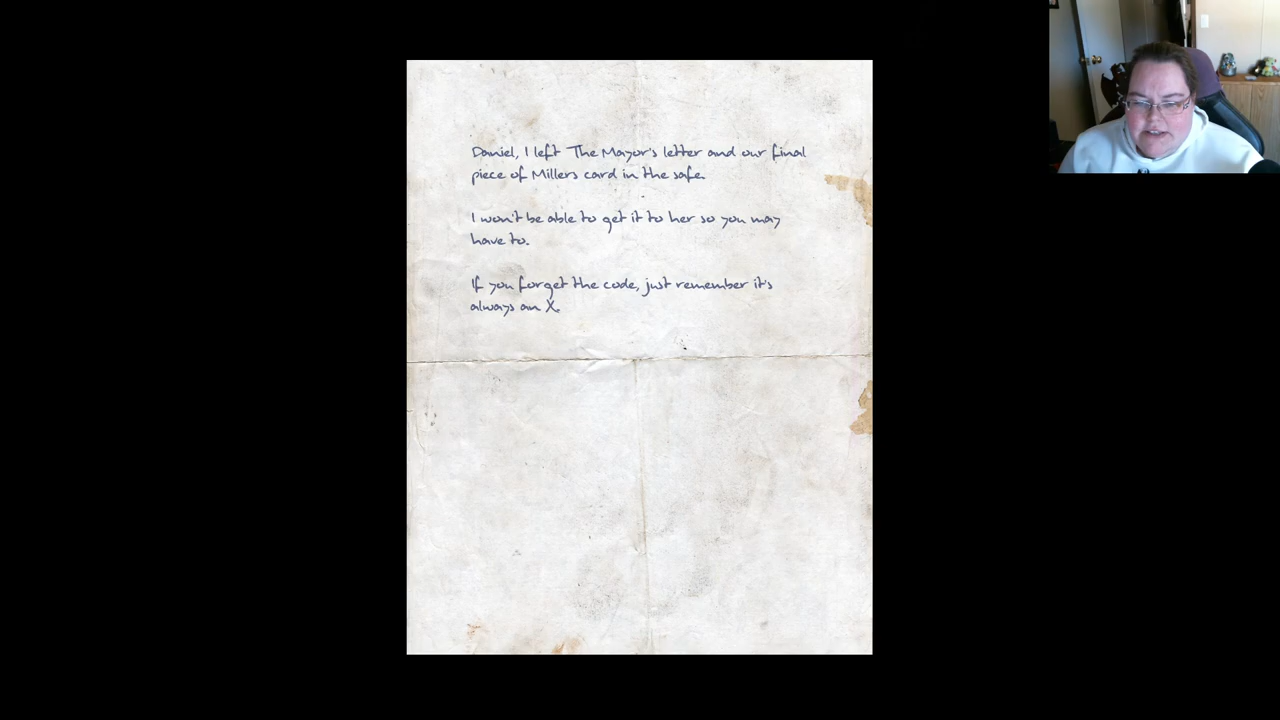 Daniel, I left The Mayor's letter and our final
piece of Millers card in the safe.
I won't be able to get it to her so you may
have to.
If you forget the code, just remember it's
always an X.